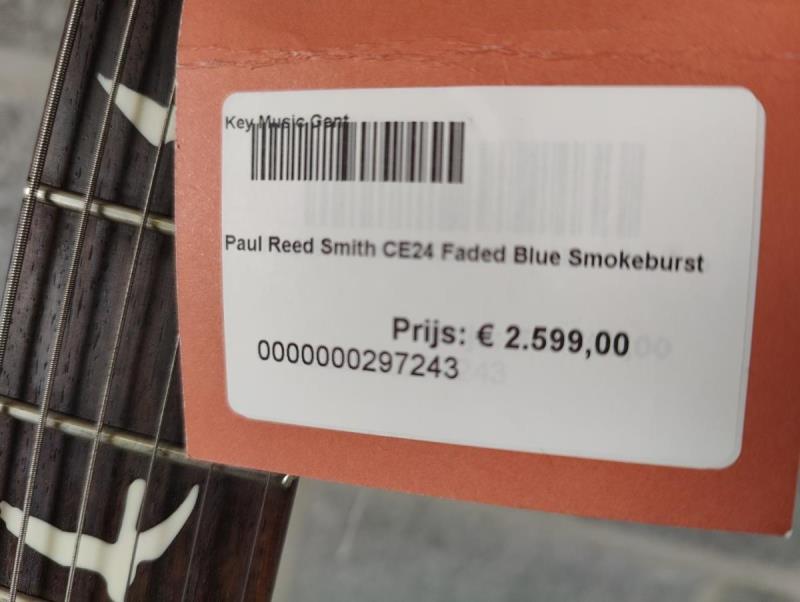 Key Music Gent
Paul Reed Smith CE24 Faded Blue Smokeburst
Prijs: € 2.599,00
0000000297243